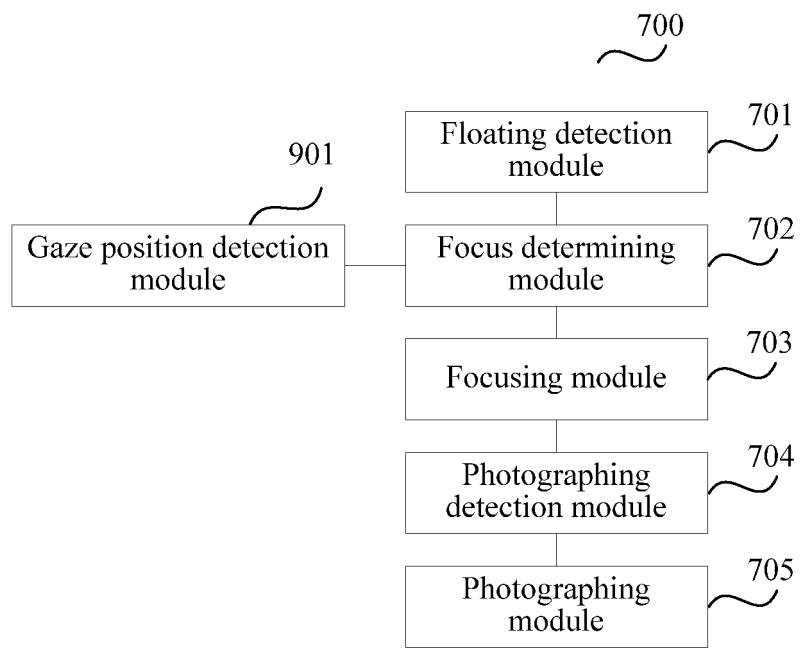 700
701
Floating detection
module
901
702
Gaze position detection
module
Focus determining
module
703
Focusing module
704
Photographing
detection module
705
Photographing
module